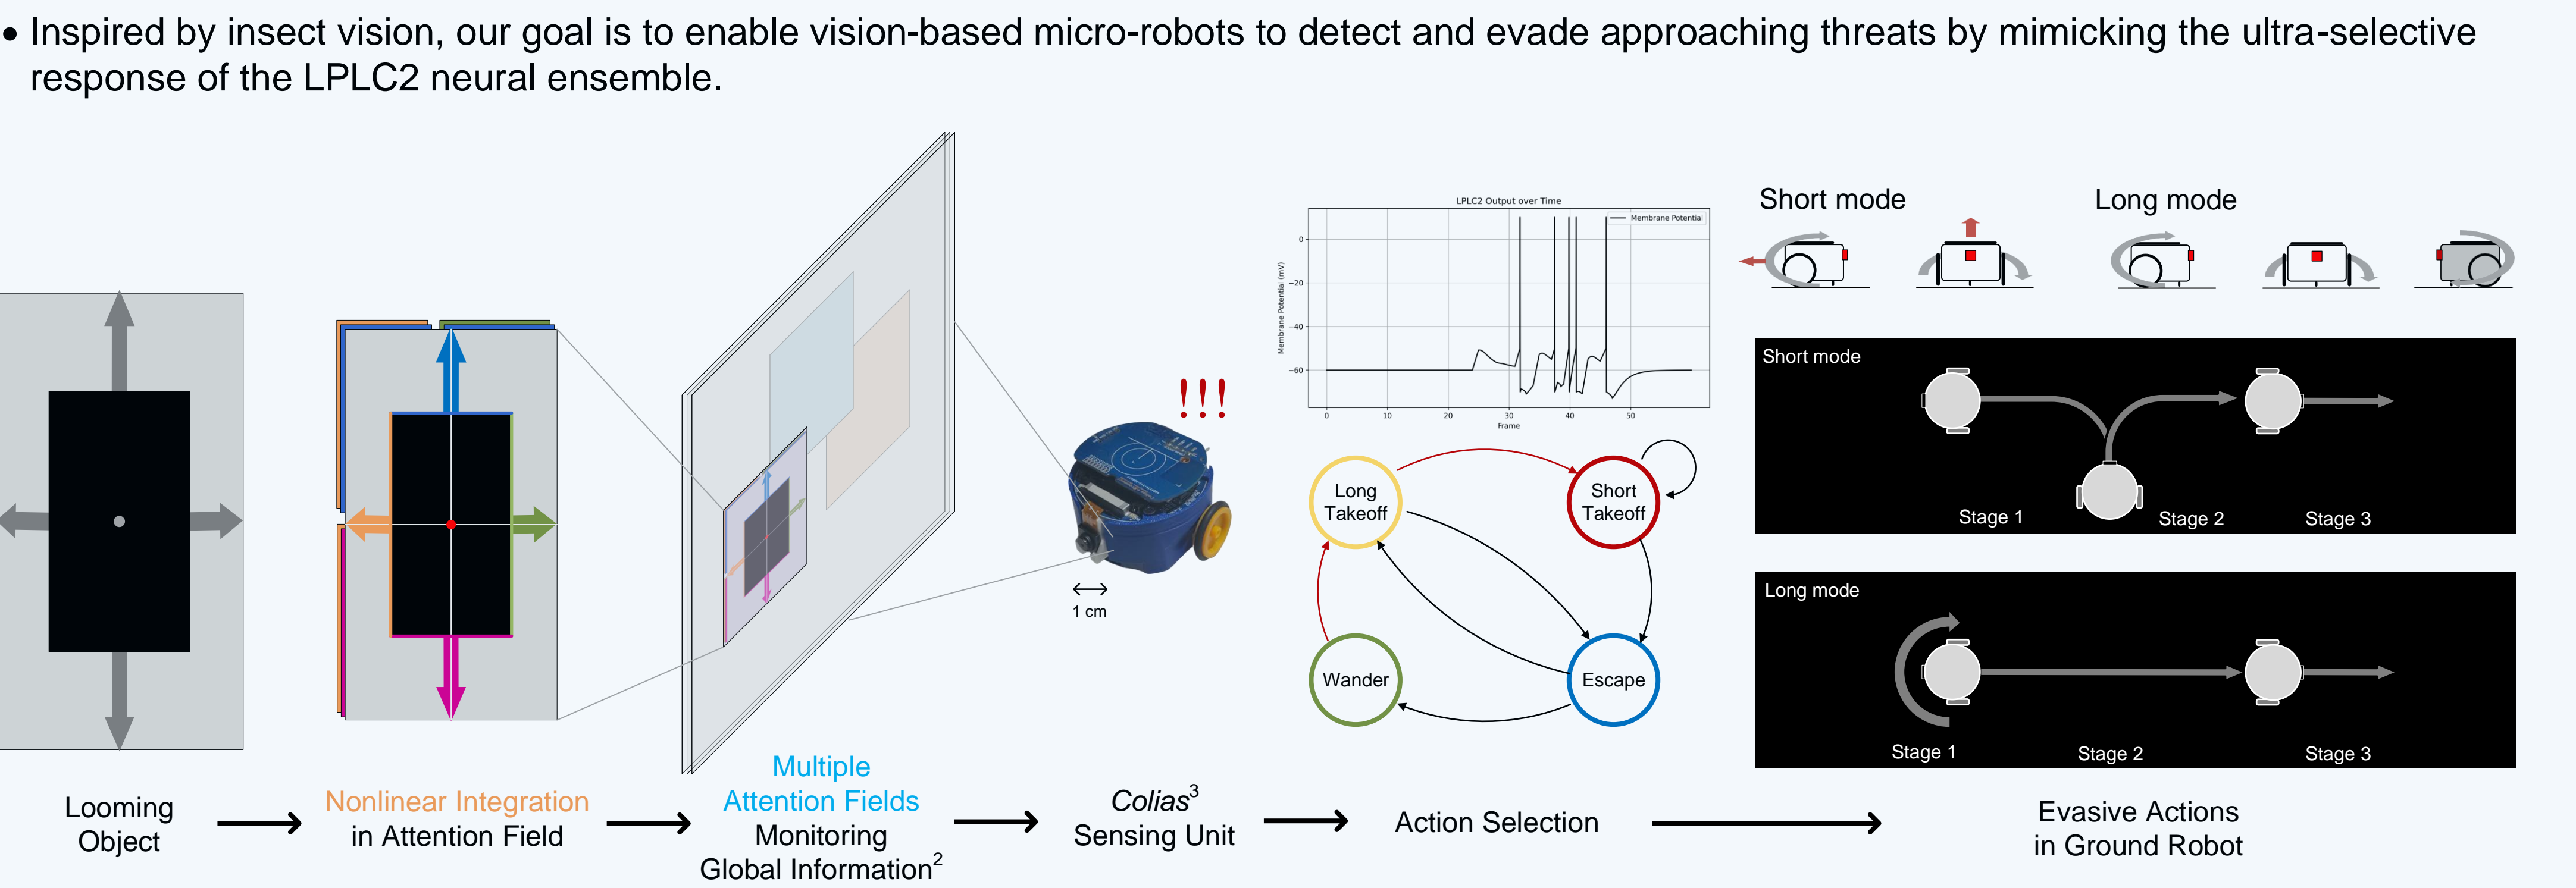 • Inspired by insect vision, our goal is to enable vision-based micro-robots to detect and evade approaching threats by mimicking the ultra-selective
response of the LPLC2 neural ensemble.
!!!
1 cm
LPLC2 Output over Time
Membrane Potential
Membrane Potential (mV)
0
−20
−40
−60
0 10 20 30 40 50
Frame
Long
Takeoff
Short
Takeoff
Wander
Escape
Short mode
Long mode
Short mode
Stage 1
Stage 2
Stage 3
Long mode
Stage 1
Stage 2
Stage 3
Looming
Object
Nonlinear Integration
in Attention Field
Multiple
Attention Fields
Monitoring
Global Information2
Colias3
Sensing Unit
Action Selection
Evasive Actions
in Ground Robot